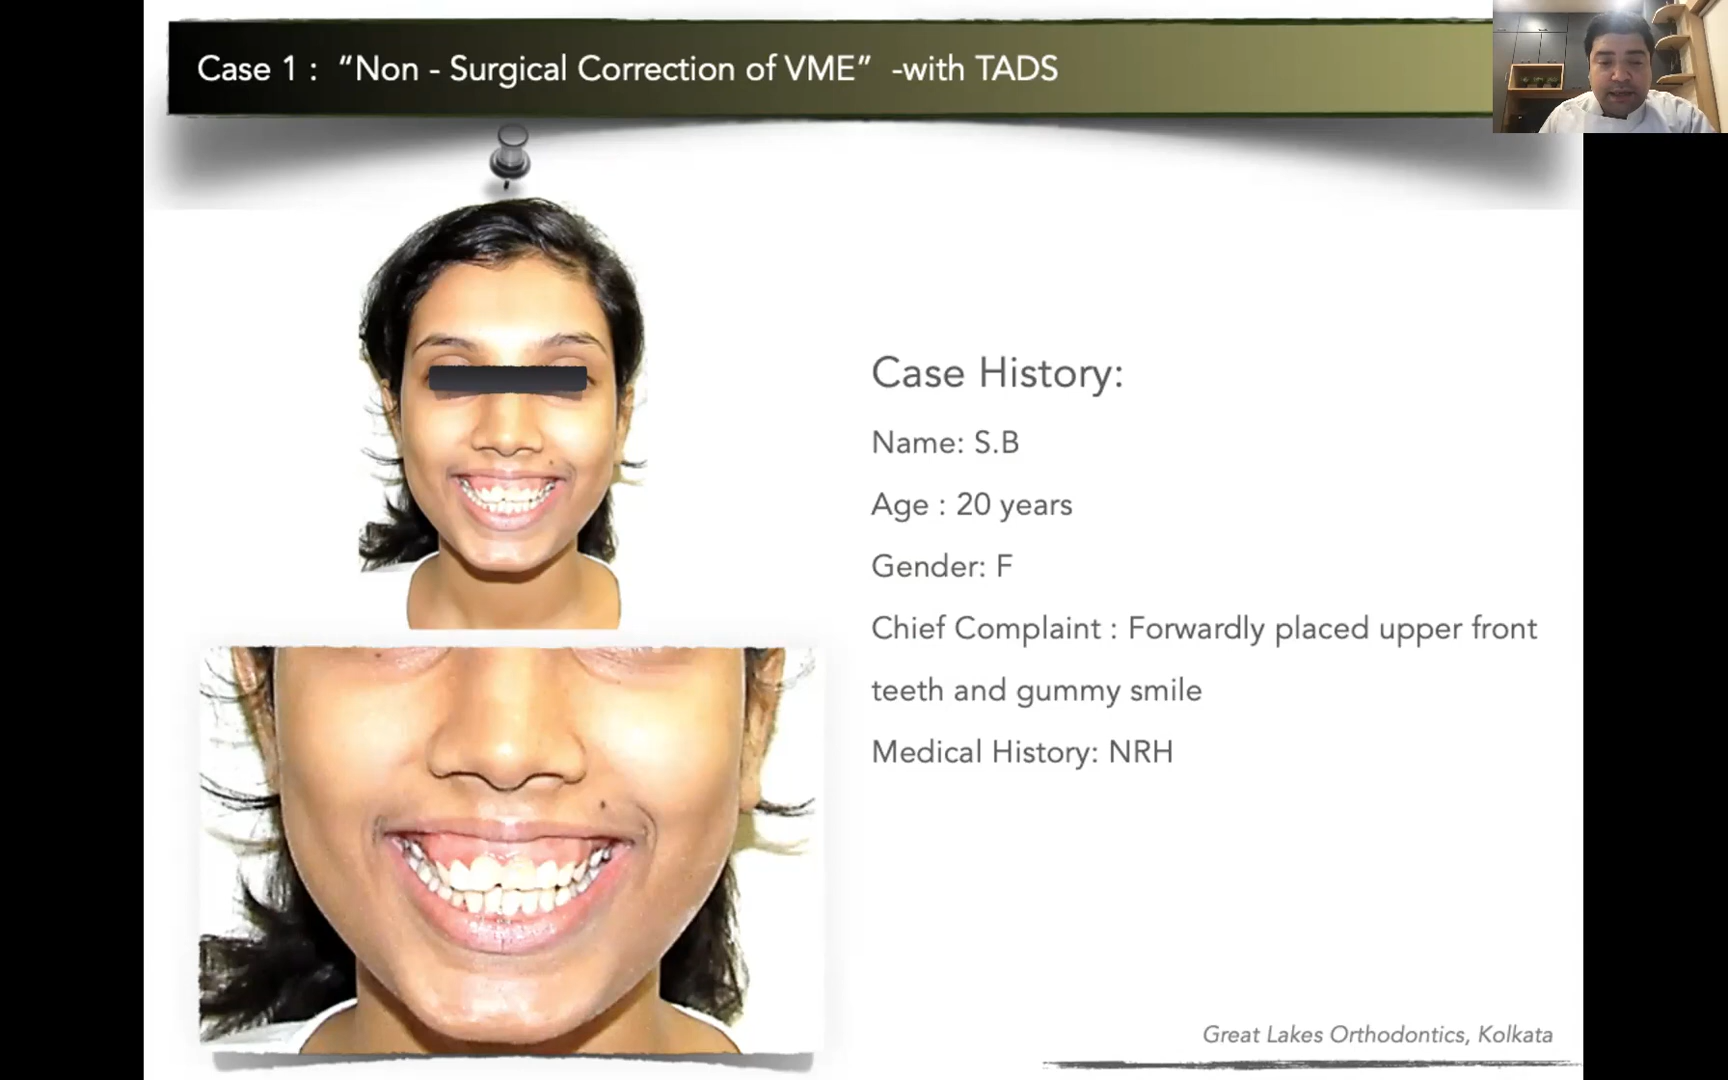 Case 1 :  “Non - Surgical Correction of VME”  -with TADS
Case History:
Name: S.B
Age : 20 years
Gender: F
Chief Complaint : Forwardly placed upper front
teeth and gummy smile
Medical History: NRH
Great Lakes Orthodontics, Kolkata